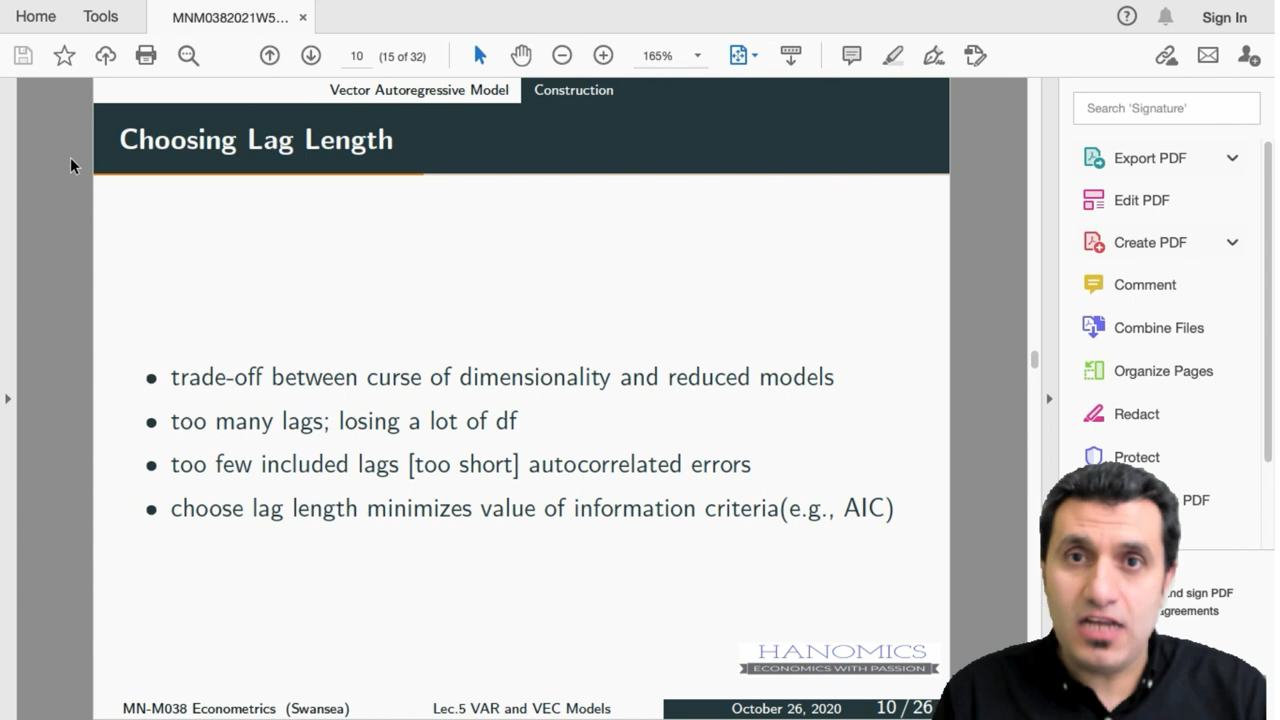 Home
Tools
MNM0382021W5...
×
?
Sign In
10
(15 of 32)
165%
Vector Autoregressive Model
Construction
Choosing Lag Length
• trade-off between curse of dimensionality and reduced models
• too many lags; losing a lot of df
• too few included lags [too short] autocorrelated errors
• choose lag length minimizes value of information criteria(e.g., AIC)
HANOMICS
ECONOMICS WITH PASSION
MN-M038 Econometrics (Swansea)
Lec.5 VAR and VEC Models
October 26, 2020
10 / 26
Search 'Signature'
Export PDF
Edit PDF
Create PDF
Comment
Combine Files
Organize Pages
Redact
Protect
PDF
nd sign PDF
agreements